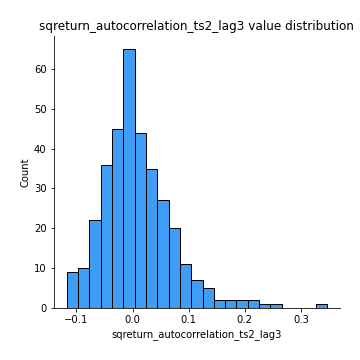 sqreturn_autocorrelation_ts2_lag3 value distribution
60
50
40
30
20
10
0
Count
−0.1 0.0 0.1 0.2 0.3
sqreturn_autocorrelation_ts2_lag3